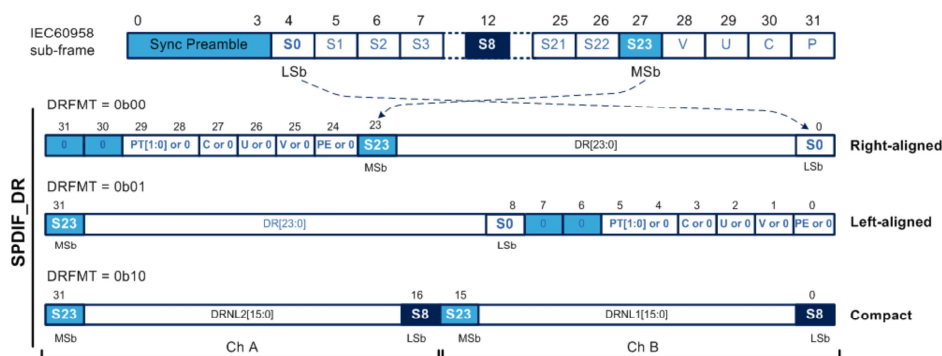 IEC60958
sub-frame
0 3 4 5 6 7 12 25 26 27 28 29 30 31
Sync Preamble S0 S1 S2 S3 S8 S21 S22 S23 V U C P
LSb MSb
DRFMT = 0b00
31 30 29 28 27 26 25 24 23 0
0 0 PT[1:0] or 0 C or 0 U or 0 V or 0 PE or 0 S23 DR[23:0] S0 Right-aligned
MSb LSb
DRFMT = 0b01
31 8 7 6 5 4 3 2 1 0
S23 DR[23:0] S0 0 0 PT[1:0] or 0 C or 0 U or 0 V or 0 PE or 0 Left-aligned
MSb LSb
SPDIF_DR
DRFMT = 0b10
31 16 15 0
S23 DRNL2[15:0] S8 S23 DRNL1[15:0] S8 Compact
MSb LSb MSb LSb
Ch A Ch B